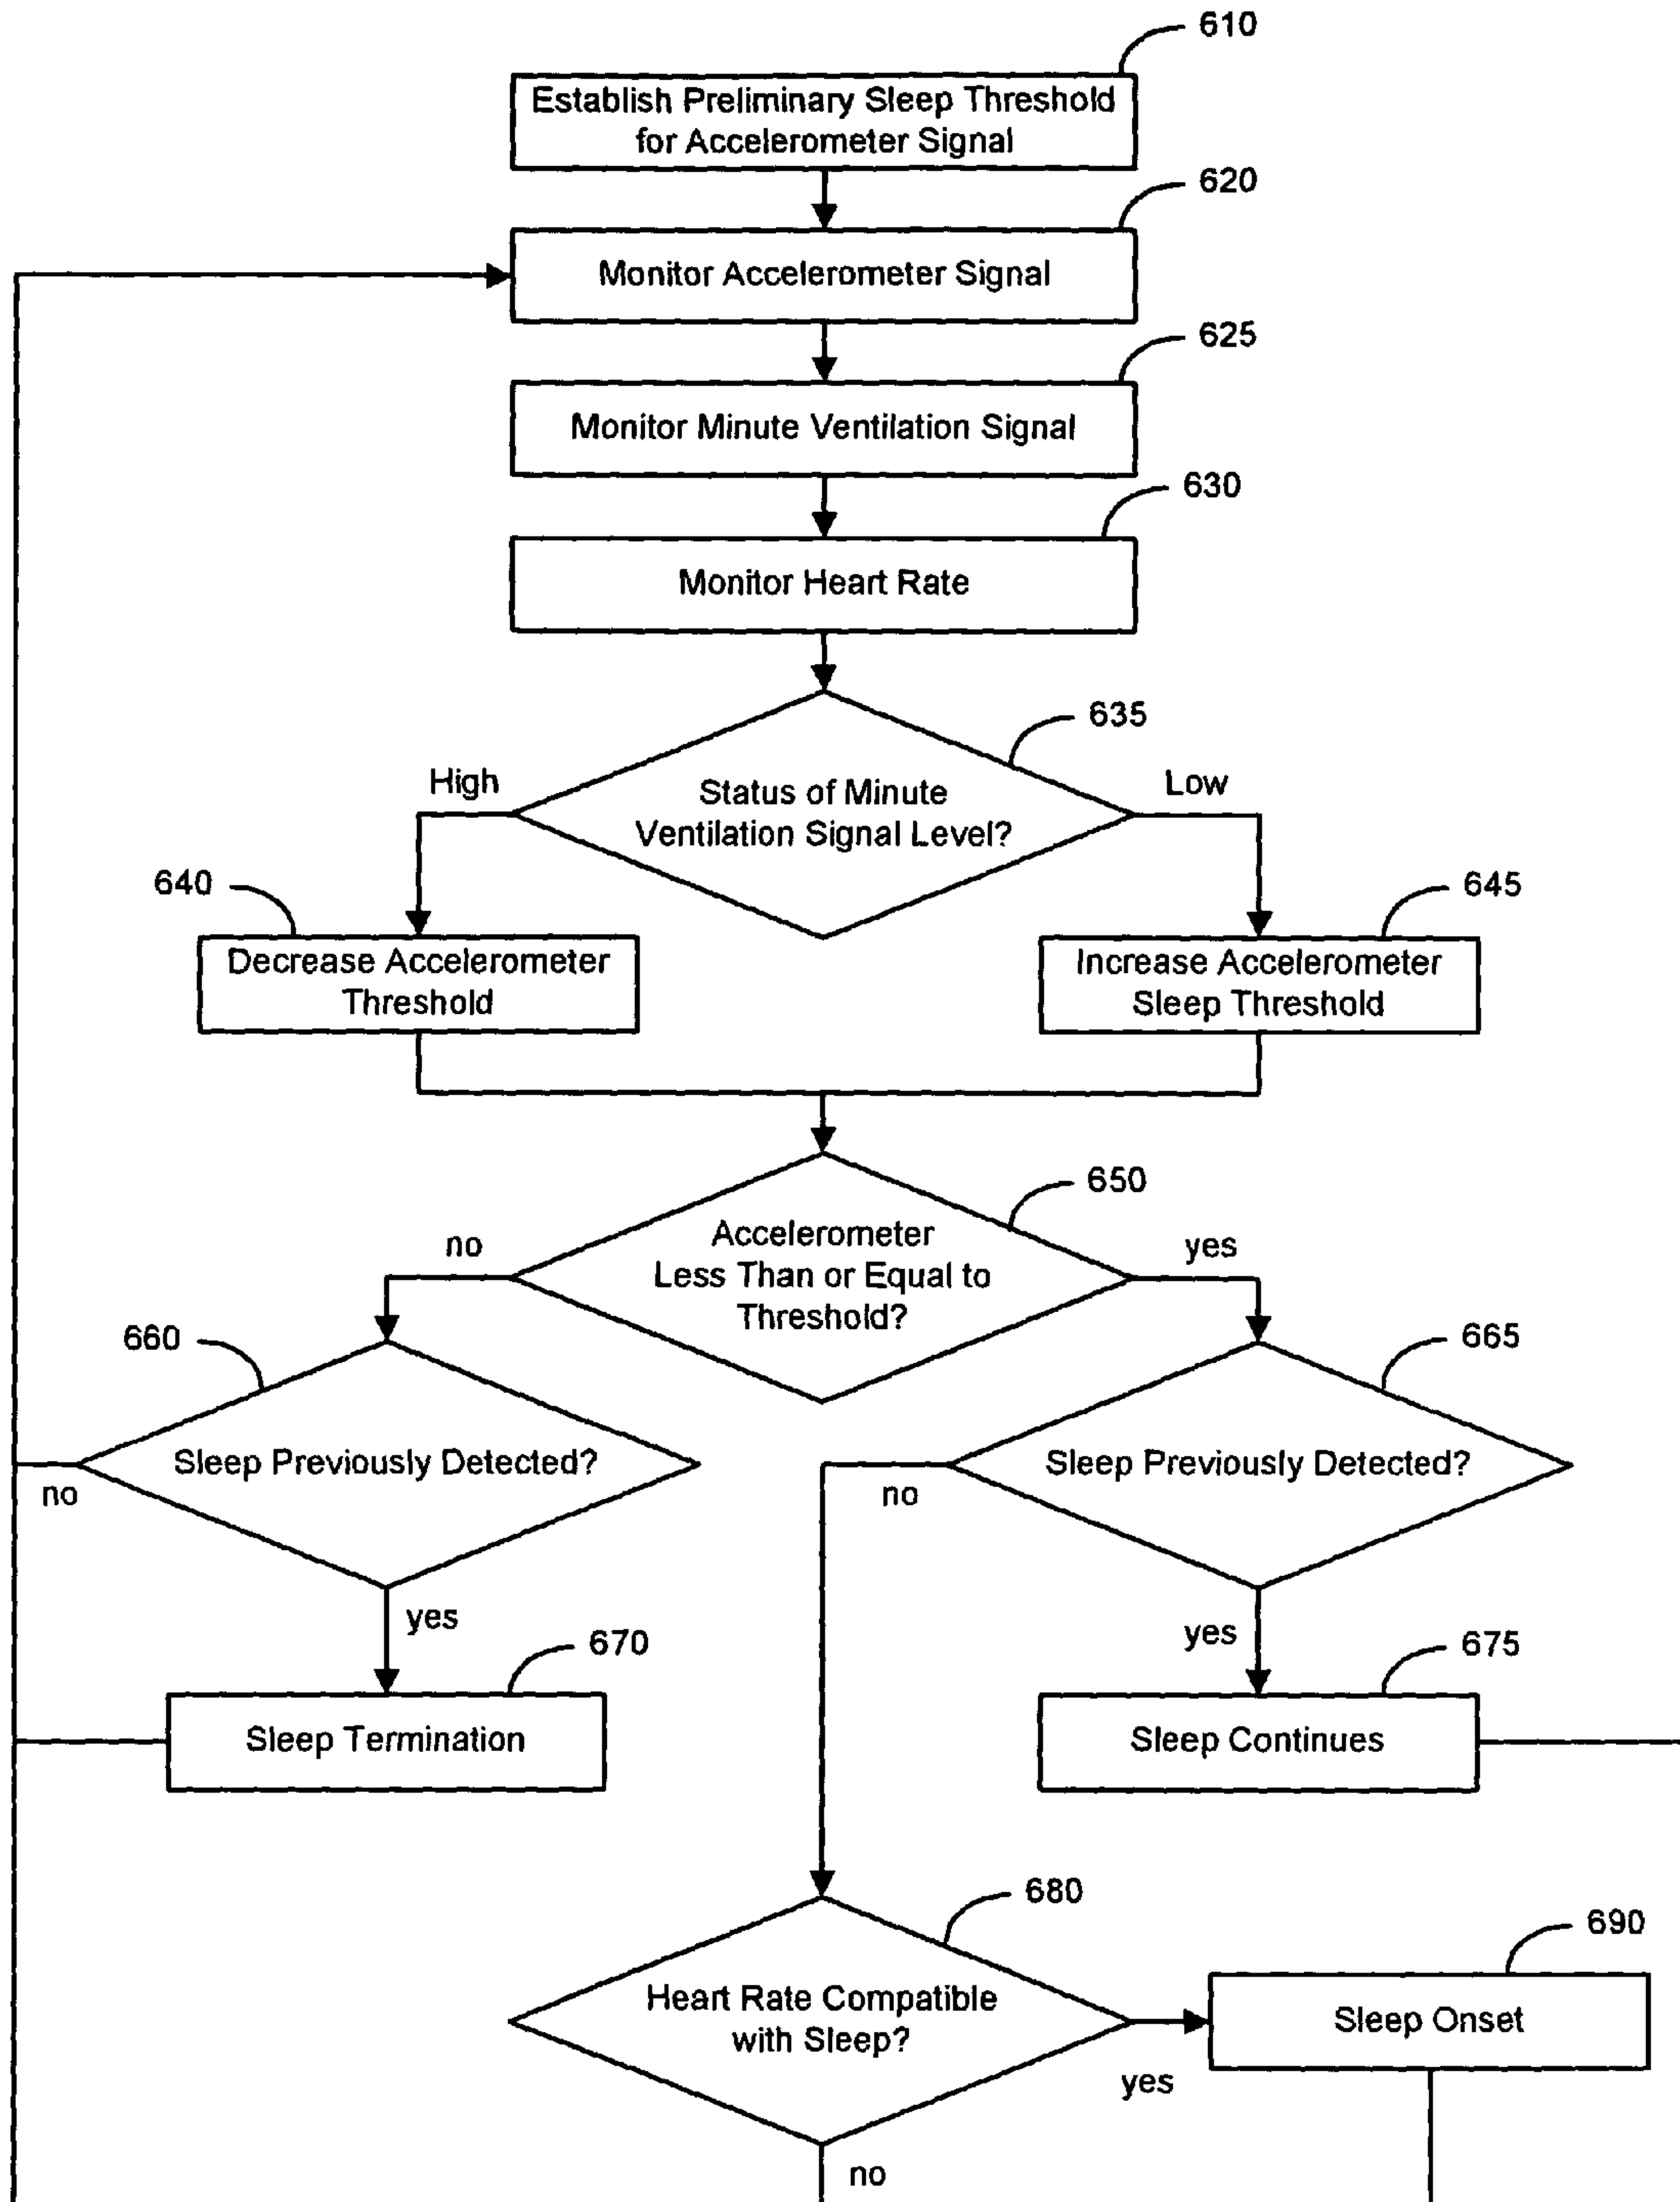 610
Establish Preliminary Sleep Threshold
for Accelerometer Signal
620
Monitor Accelerometer Signal
625
Monitor Minute Ventilation Signal
630
Monitor Heart Rate
635
High
Low
Status of Minute
Ventilation Signal Level?
640
645
Decrease Accelerometer
Threshold
Increase Accelerometer
Sleep Threshold
650
no
yes
Accelerometer
Less Than or Equal to
Threshold?
660
665
Sleep Previously Detected?
Sleep Previously Detected?
no
no
yes
yes
670
675
Sleep Termination
Sleep Continues
680
690
Heart Rate Compatible
with Sleep?
Sleep Onset
yes
no